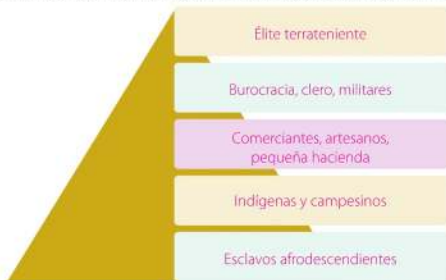 Élite terrateniente
Burocracia, clero, militares
Comerciantes, artesanos,
pequeña hacienda
Indígenas y campesinos
Esclavos afrodescendientes